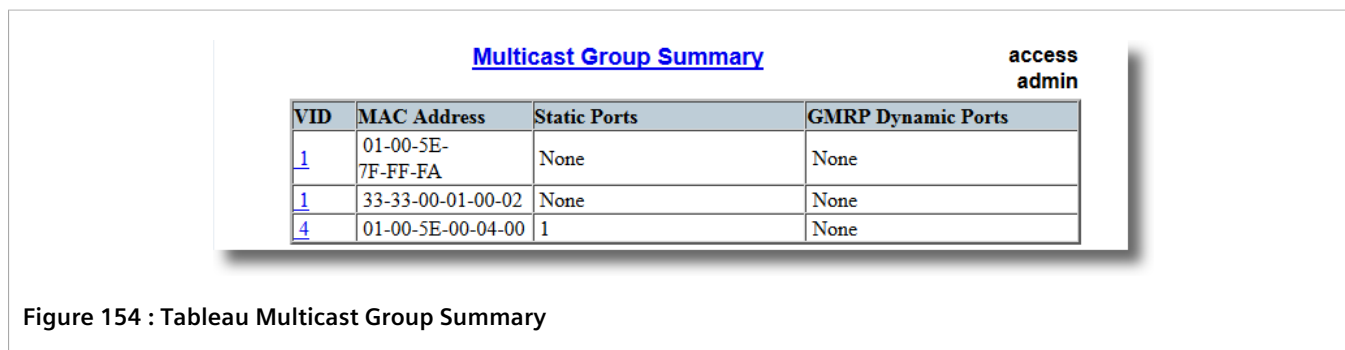 Multicast Group Summary
access
admin
VID MAC Address Static Ports GMRP Dynamic Ports
1 01-00-5E-
7F-FF-FA None None
1 33-33-00-01-00-02 None None
4 01-00-5E-00-04-00 1 None
Figure 154 : Tableau Multicast Group Summary